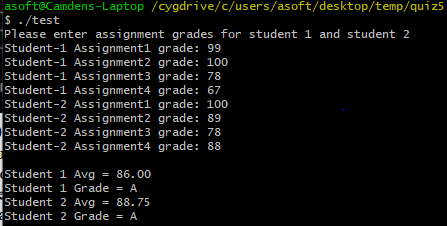 asoft@Camdens-Laptop /cygdrive/c/users/asoft/desktop/temp/quiz5
$ ./test
Please enter assignment grades for student 1 and student 2
Student-1 Assignment1 grade: 99
Student-1 Assignment2 grade: 100
Student-1 Assignment3 grade: 78
Student-1 Assignment4 grade: 67
Student-2 Assignment1 grade: 100
Student-2 Assignment2 grade: 89
Student-2 Assignment3 grade: 78
Student-2 Assignment4 grade: 88
Student 1 Avg = 86.00
Student 1 Grade = A
Student 2 Avg = 88.75
Student 2 Grade = A